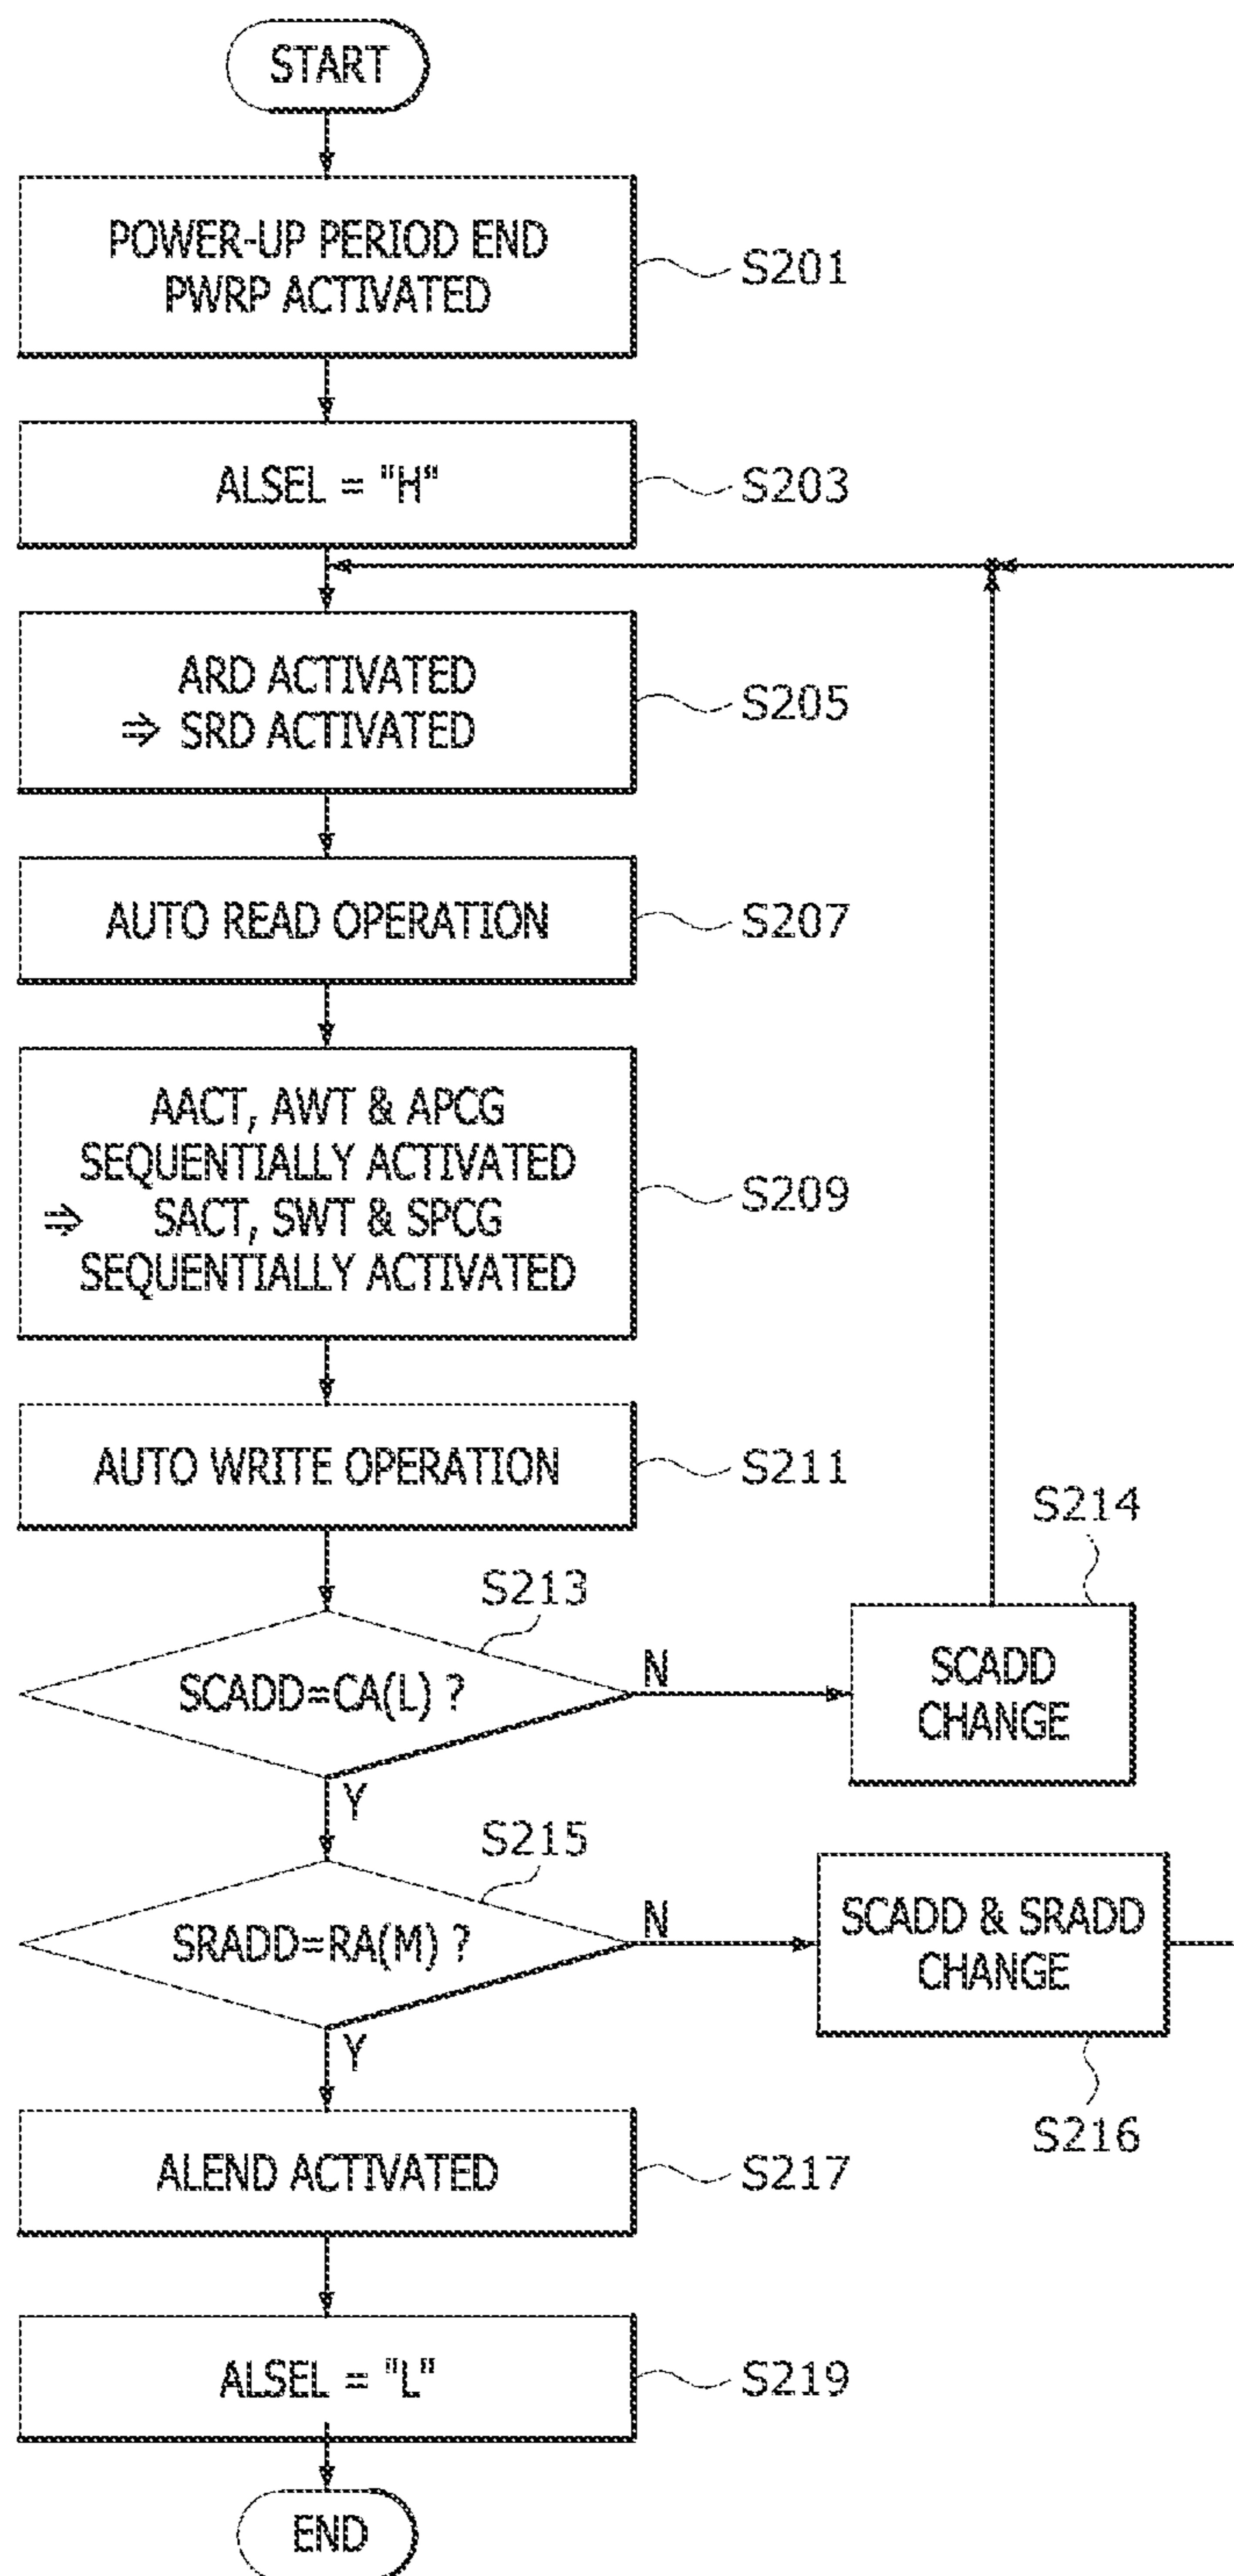 START
POWER-UP PERIOD END
PWRP ACTIVATED
S201
ALSEL = "H"
S203
ARD ACTIVATED
⇒ SRD ACTIVATED
S205
AUTO READ OPERATION
S207
AACT, AWT & APCG
SEQUENTIALLY ACTIVATED
⇒ SACT, SWT & SPCG
SEQUENTIALLY ACTIVATED
S209
AUTO WRITE OPERATION
S211
S213
SCADD=CA(L) ?
N
S214
SCADD
CHANGE
Y
S215
SRADD=RA(M) ?
N
SCADD & SRADD
CHANGE
S216
Y
ALEND ACTIVATED
S217
ALSEL = "L"
S219
END